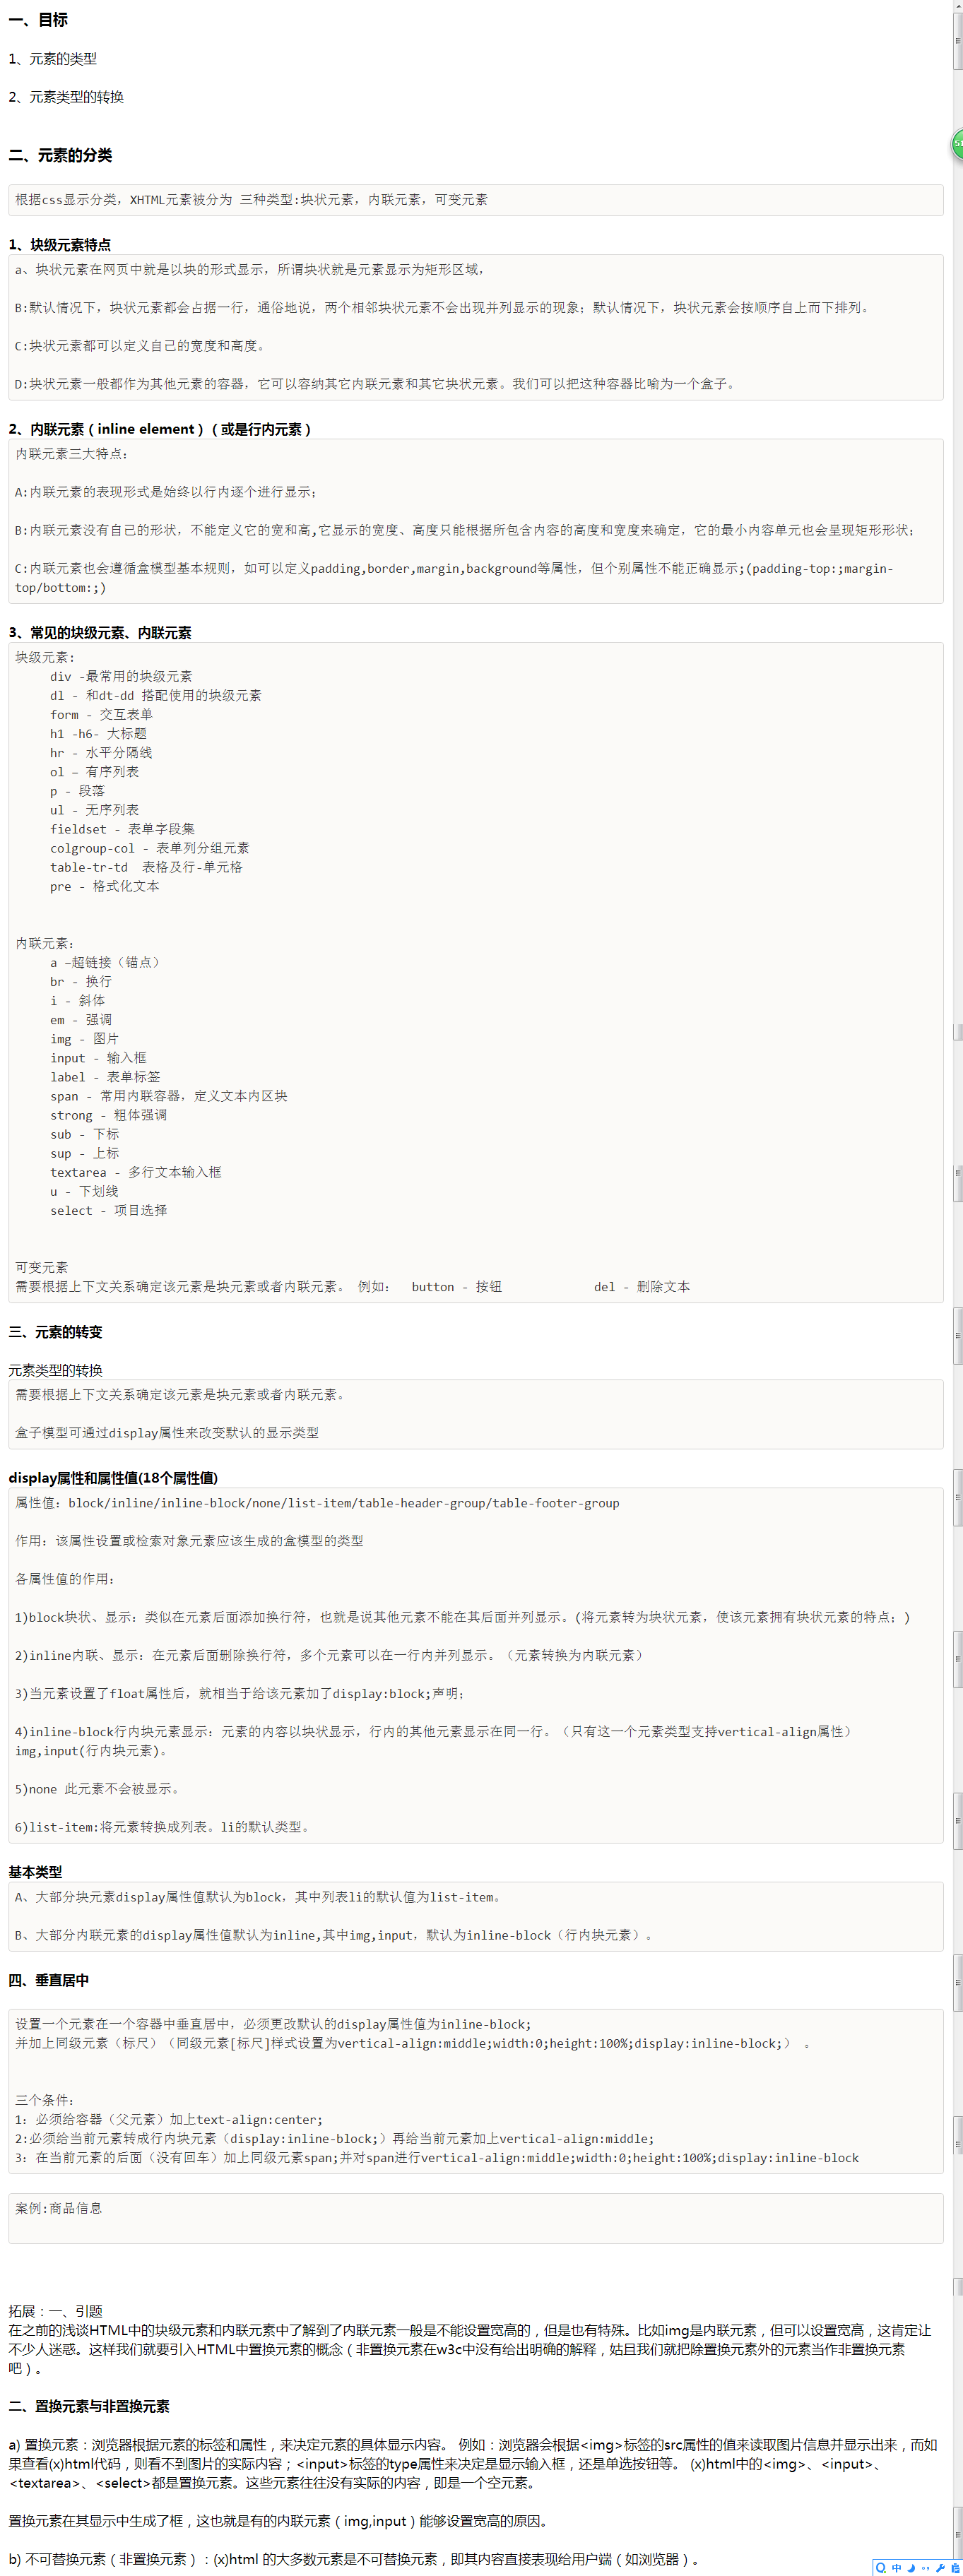 一、目标
1、元素的类型
2、元素类型的转换
二、元素的分类
根据css显示分类，XHTML元素被分为 三种类型:块状元素，内联元素，可变元素
1、块级元素特点
a、块状元素在网页中就是以块的形式显示，所谓块状就是元素显示为矩形区域，
B:默认情况下，块状元素都会占据一行，通俗地说，两个相邻块状元素不会出现并列显示的现象；默认情况下，块状元素会按顺序自上而下排列。
C:块状元素都可以定义自己的宽度和高度。
D:块状元素一般都作为其他元素的容器，它可以容纳其它内联元素和其它块状元素。我们可以把这种容器比喻为一个盒子。
2、内联元素（inline element）（或是行内元素）
内联元素三大特点：
A:内联元素的表现形式是始终以行内逐个进行显示；
B:内联元素没有自己的形状，不能定义它的宽和高,它显示的宽度、高度只能根据所包含内容的高度和宽度来确定，它的最小内容单元也会呈现矩形形状；
C:内联元素也会遵循盒模型基本规则，如可以定义padding,border,margin,background等属性，但个别属性不能正确显示;(padding-top:;margin-
top/bottom:;)
3、常见的块级元素、内联元素
块级元素：
div -最常用的块级元素
dl - 和dt-dd 搭配使用的块级元素
form - 交互表单
h1 -h6- 大标题
hr - 水平分隔线
ol – 有序列表
p - 段落
ul - 无序列表
fieldset - 表单字段集
colgroup-col - 表单列分组元素
table-tr-td  表格及行-单元格
pre - 格式化文本
内联元素：
a –超链接（锚点）
br - 换行
i - 斜体
em - 强调
img - 图片
input - 输入框
label - 表单标签
span - 常用内联容器，定义文本内区块
strong - 粗体强调
sub - 下标
sup - 上标
textarea - 多行文本输入框
u - 下划线
select - 项目选择
可变元素
需要根据上下文关系确定该元素是块元素或者内联元素。 例如：  button - 按钮            del - 删除文本
三、元素的转变
元素类型的转换
需要根据上下文关系确定该元素是块元素或者内联元素。
盒子模型可通过display属性来改变默认的显示类型
display属性和属性值(18个属性值)
属性值：block/inline/inline-block/none/list-item/table-header-group/table-footer-group
作用：该属性设置或检索对象元素应该生成的盒模型的类型
各属性值的作用：
1)block块状、显示：类似在元素后面添加换行符，也就是说其他元素不能在其后面并列显示。(将元素转为块状元素，使该元素拥有块状元素的特点；)
2)inline内联、显示：在元素后面删除换行符，多个元素可以在一行内并列显示。（元素转换为内联元素）
3)当元素设置了float属性后，就相当于给该元素加了display:block;声明；
4)inline-block行内块元素显示：元素的内容以块状显示，行内的其他元素显示在同一行。（只有这一个元素类型支持vertical-align属性）
img,input(行内块元素)。
5)none 此元素不会被显示。
6)list-item:将元素转换成列表。li的默认类型。
基本类型
A、大部分块元素display属性值默认为block，其中列表li的默认值为list-item。
B、大部分内联元素的display属性值默认为inline,其中img,input，默认为inline-block（行内块元素）。
四、垂直居中
设置一个元素在一个容器中垂直居中，必须更改默认的display属性值为inline-block;
并加上同级元素（标尺）（同级元素[标尺]样式设置为vertical-align:middle;width:0;height:100%;display:inline-block;） 。
三个条件：
1：必须给容器（父元素）加上text-align:center;
2:必须给当前元素转成行内块元素（display:inline-block;）再给当前元素加上vertical-align:middle;
3：在当前元素的后面（没有回车）加上同级元素span;并对span进行vertical-align:middle;width:0;height:100%;display:inline-block
案例:商品信息
拓展：一、引题
在之前的浅谈HTML中的块级元素和内联元素中了解到了内联元素一般是不能设置宽高的，但是也有特殊。比如img是内联元素，但可以设置宽高，这肯定让
不少人迷惑。这样我们就要引入HTML中置换元素的概念（非置换元素在w3c中没有给出明确的解释，姑且我们就把除置换元素外的元素当作非置换元素
吧）。
二、置换元素与非置换元素
a) 置换元素：浏览器根据元素的标签和属性，来决定元素的具体显示内容。 例如：浏览器会根据<img>标签的src属性的值来读取图片信息并显示出来，而如
果查看(x)html代码，则看不到图片的实际内容；<input>标签的type属性来决定是显示输入框，还是单选按钮等。 (x)html中的<img>、<input>、
<textarea>、<select>都是置换元素。这些元素往往没有实际的内容，即是一个空元素。
置换元素在其显示中生成了框，这也就是有的内联元素（img,input）能够设置宽高的原因。
b) 不可替换元素（非置换元素）：(x)html 的大多数元素是不可替换元素，即其内容直接表现给用户端（如浏览器）。
中